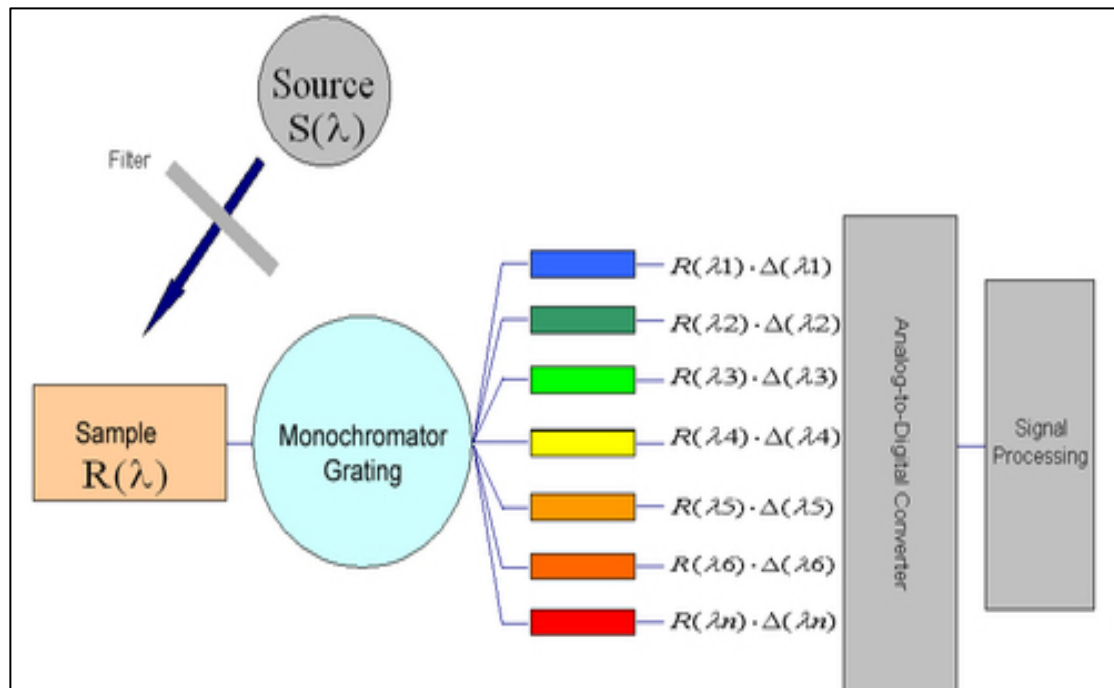 Source
S(λ)
Filter
Sample
R(λ)
Monochromator
Grating
R(λ1)·Δ(λ1)
R(λ2)·Δ(λ2)
R(λ3)·Δ(λ3)
R(λ4)·Δ(λ4)
R(λ5)·Δ(λ5)
R(λ6)·Δ(λ6)
R(λn)·Δ(λn)
Analog-to-Digital Converter
Signal
Processing